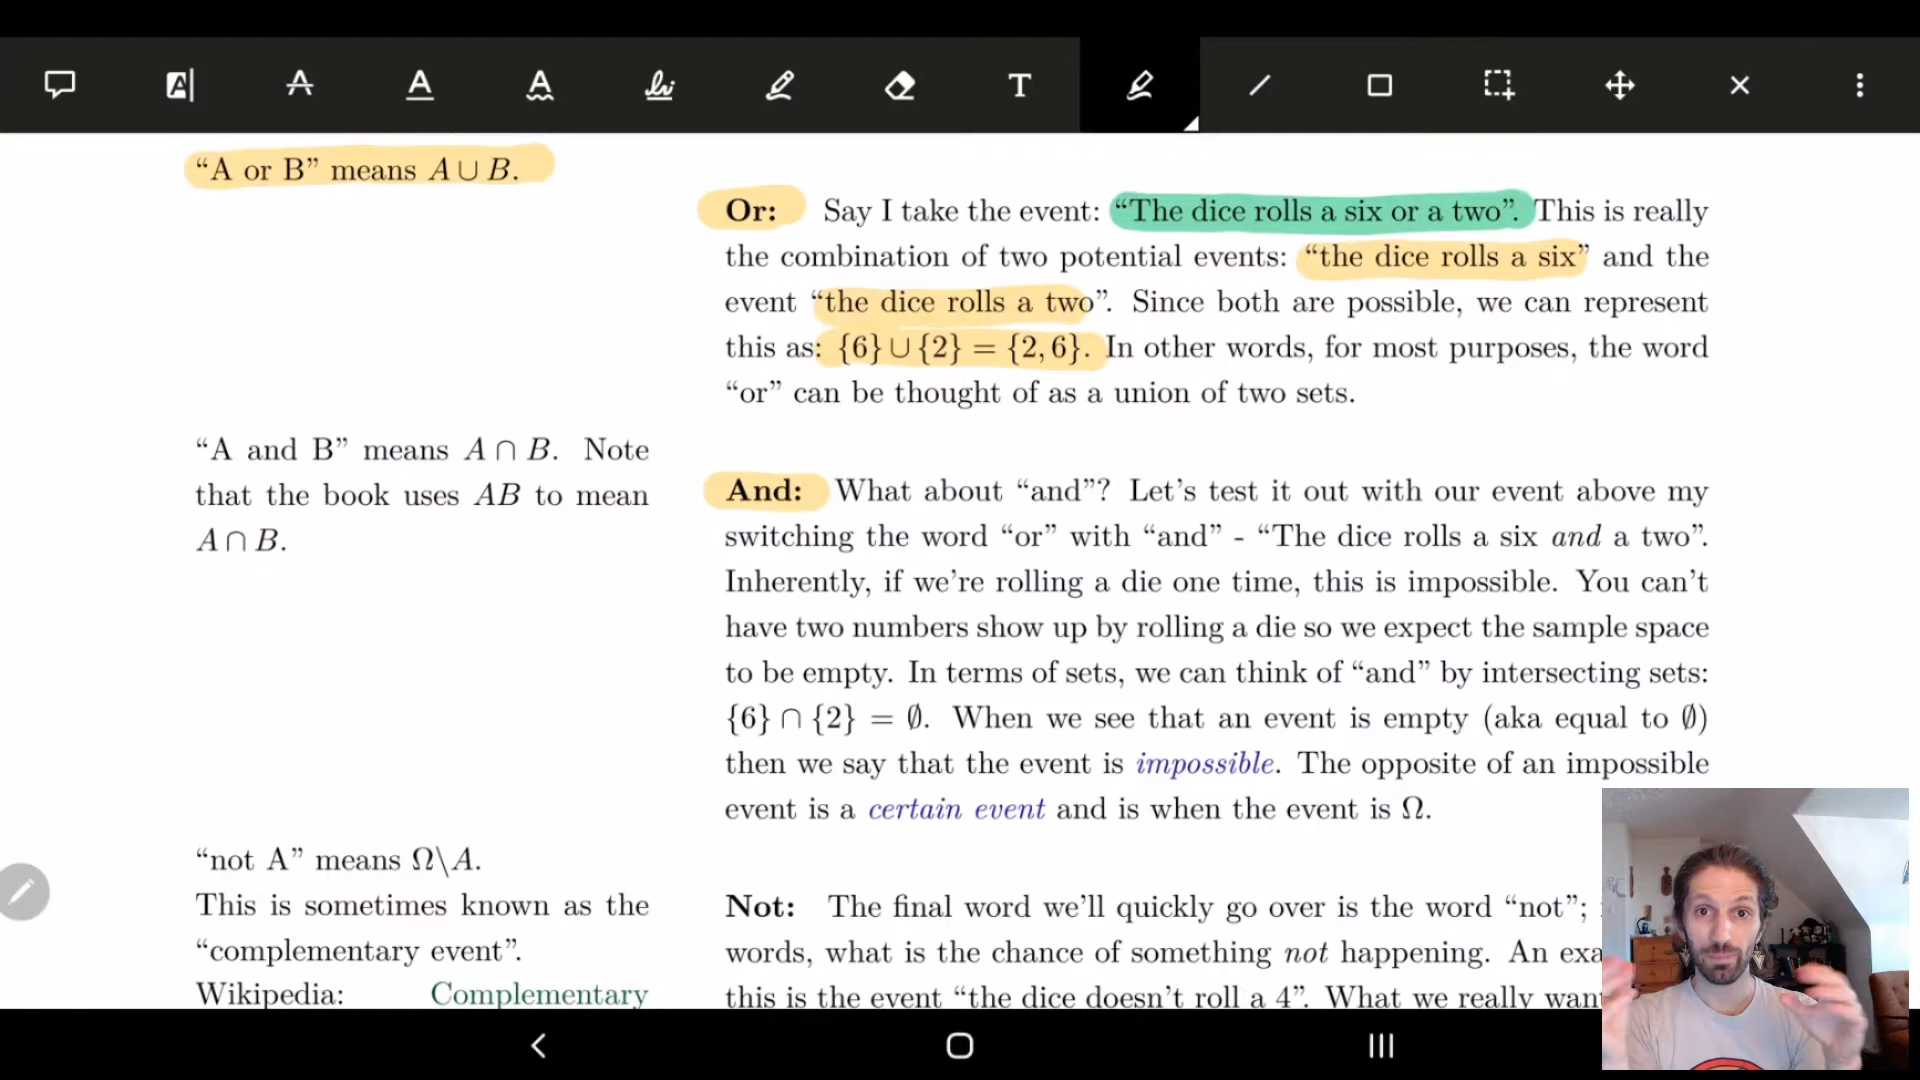 “A or B” means A ∪ B.
Or: Say I take the event: “The dice rolls a six or a two”. This is really
the combination of two potential events: “the dice rolls a six” and the
event “the dice rolls a two”. Since both are possible, we can represent
this as: {6} ∪ {2} = {2, 6}. In other words, for most purposes, the word
“or” can be thought of as a union of two sets.
“A and B” means A ∩ B. Note
that the book uses AB to mean
A ∩ B.
And: What about “and”? Let’s test it out with our event above my
switching the word “or” with “and” - “The dice rolls a six and a two”.
Inherently, if we’re rolling a die one time, this is impossible. You can’t
have two numbers show up by rolling a die so we expect the sample space
to be empty. In terms of sets, we can think of “and” by intersecting sets:
{6} ∩ {2} = ∅. When we see that an event is empty (aka equal to ∅)
then we say that the event is impossible. The opposite of an impossible
event is a certain event and is when the event is Ω.
“not A” means Ω\A.
This is sometimes known as the
“complementary event”.
Wikipedia: Complementary
Not: The final word we’ll quickly go over is the word “not”;
words, what is the chance of something not happening. An
this is the event “the dice doesn’t roll a 4”. What we really